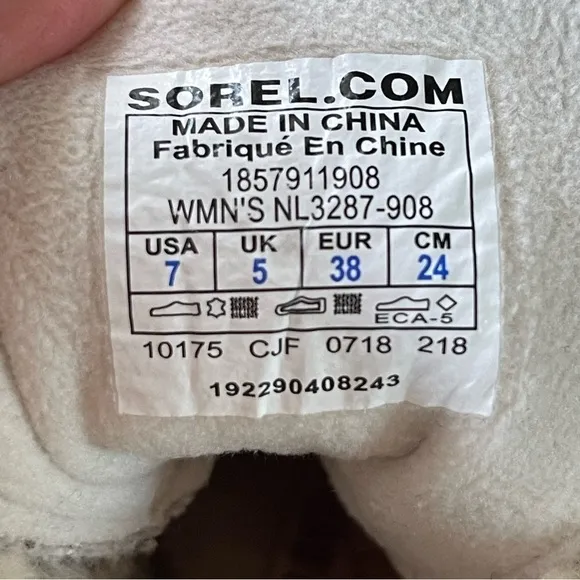 SOREL.COM
MADE IN CHINA
Fabriqué En Chine
1857911908
WMN'S NL3287-908
USA UK EUR CM
7 5 38 24
ECA-5
10175 CJF 0718 218
192290408243